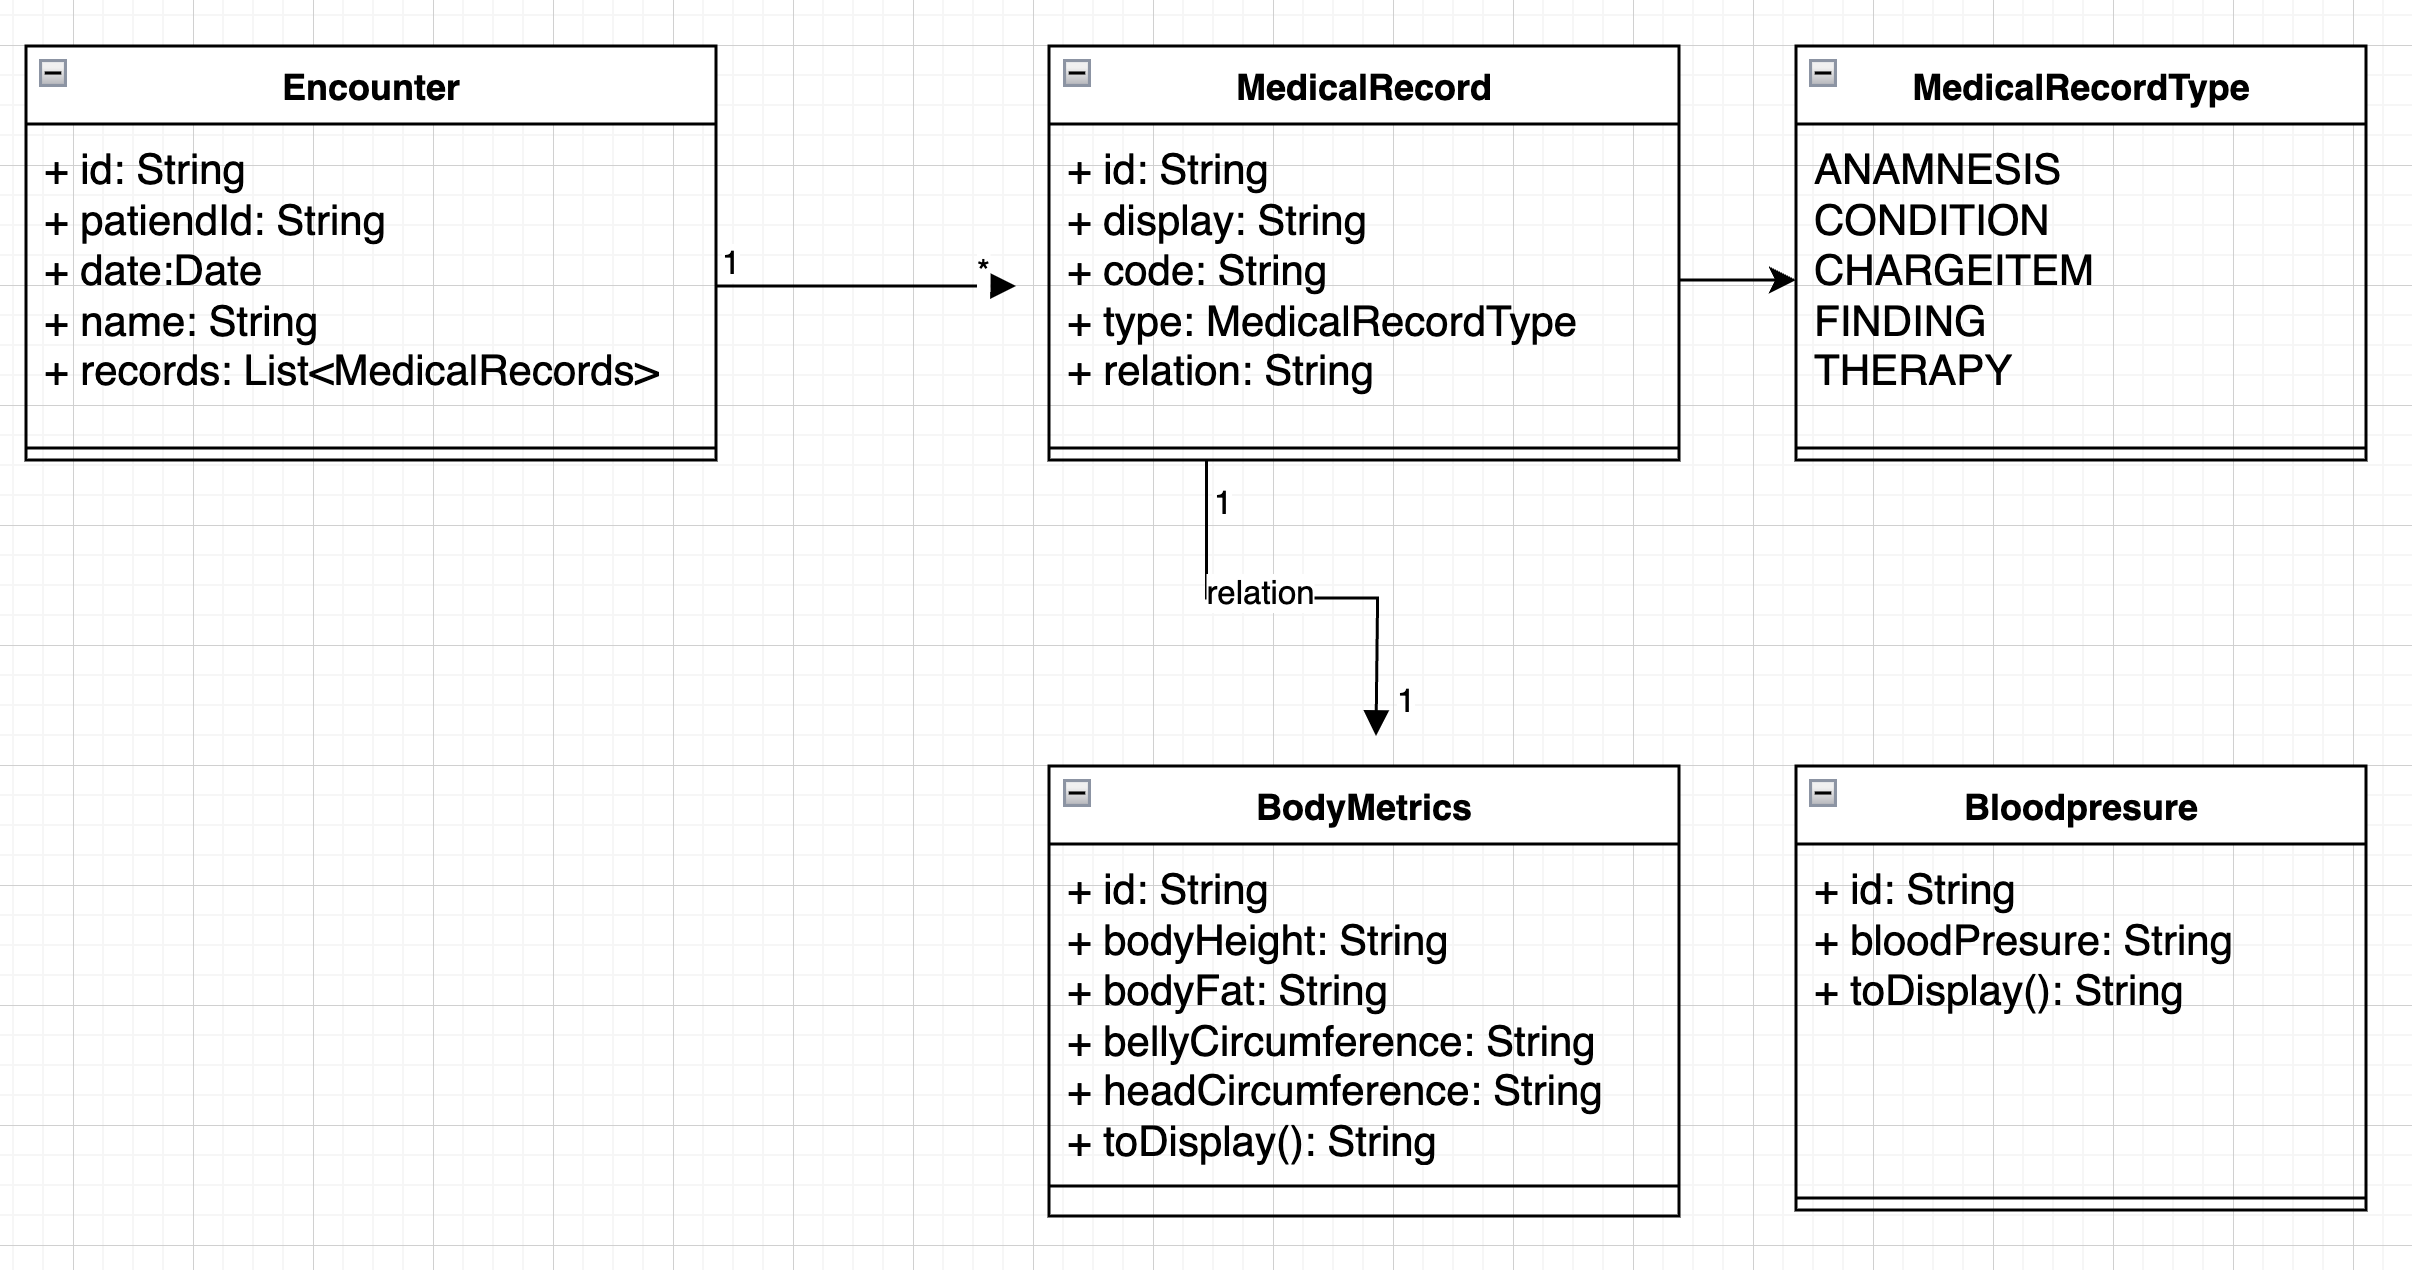 Encounter
+ id: String
+ patiendId: String
+ date:Date
+ name: String
+ records: List<MedicalRecords>
1
*
MedicalRecord
+ id: String
+ display: String
+ code: String
+ type: MedicalRecordType
+ relation: String
MedicalRecordType
ANAMNESIS
CONDITION
CHARGEITEM
FINDING
THERAPY
1
relation
1
BodyMetrics
+ id: String
+ bodyHeight: String
+ bodyFat: String
+ bellyCircumference: String
+ headCircumference: String
+ toDisplay(): String
Bloodpresure
+ id: String
+ bloodPresure: String
+ toDisplay(): String